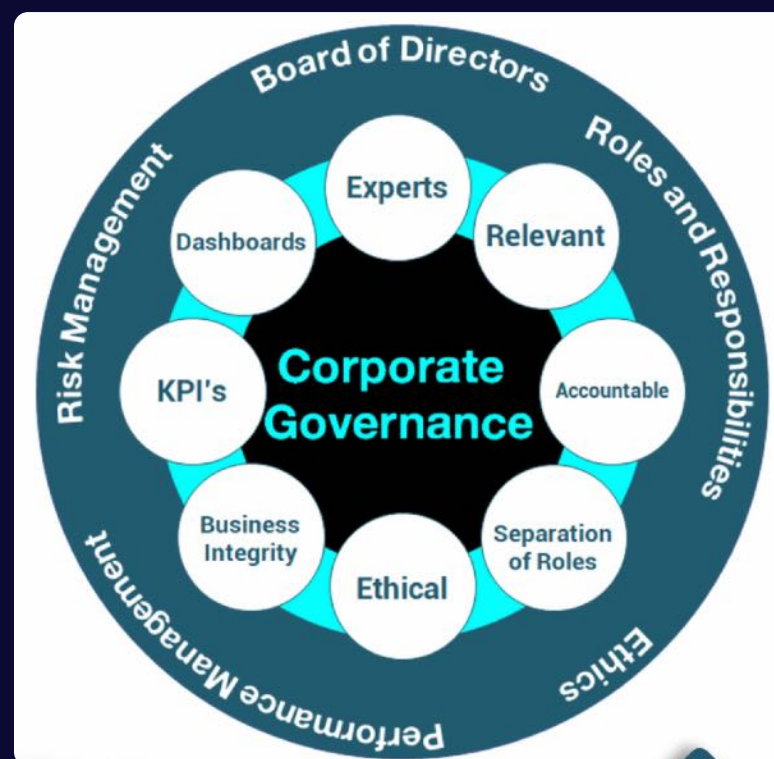 Board of Directors
Roles and Responsibilities
Ethics
Performance Management
Risk Management
Experts
Relevant
Accountable
Separation
of Roles
Ethical
Business
Integrity
KPI's
Dashboards
Corporate
Governance